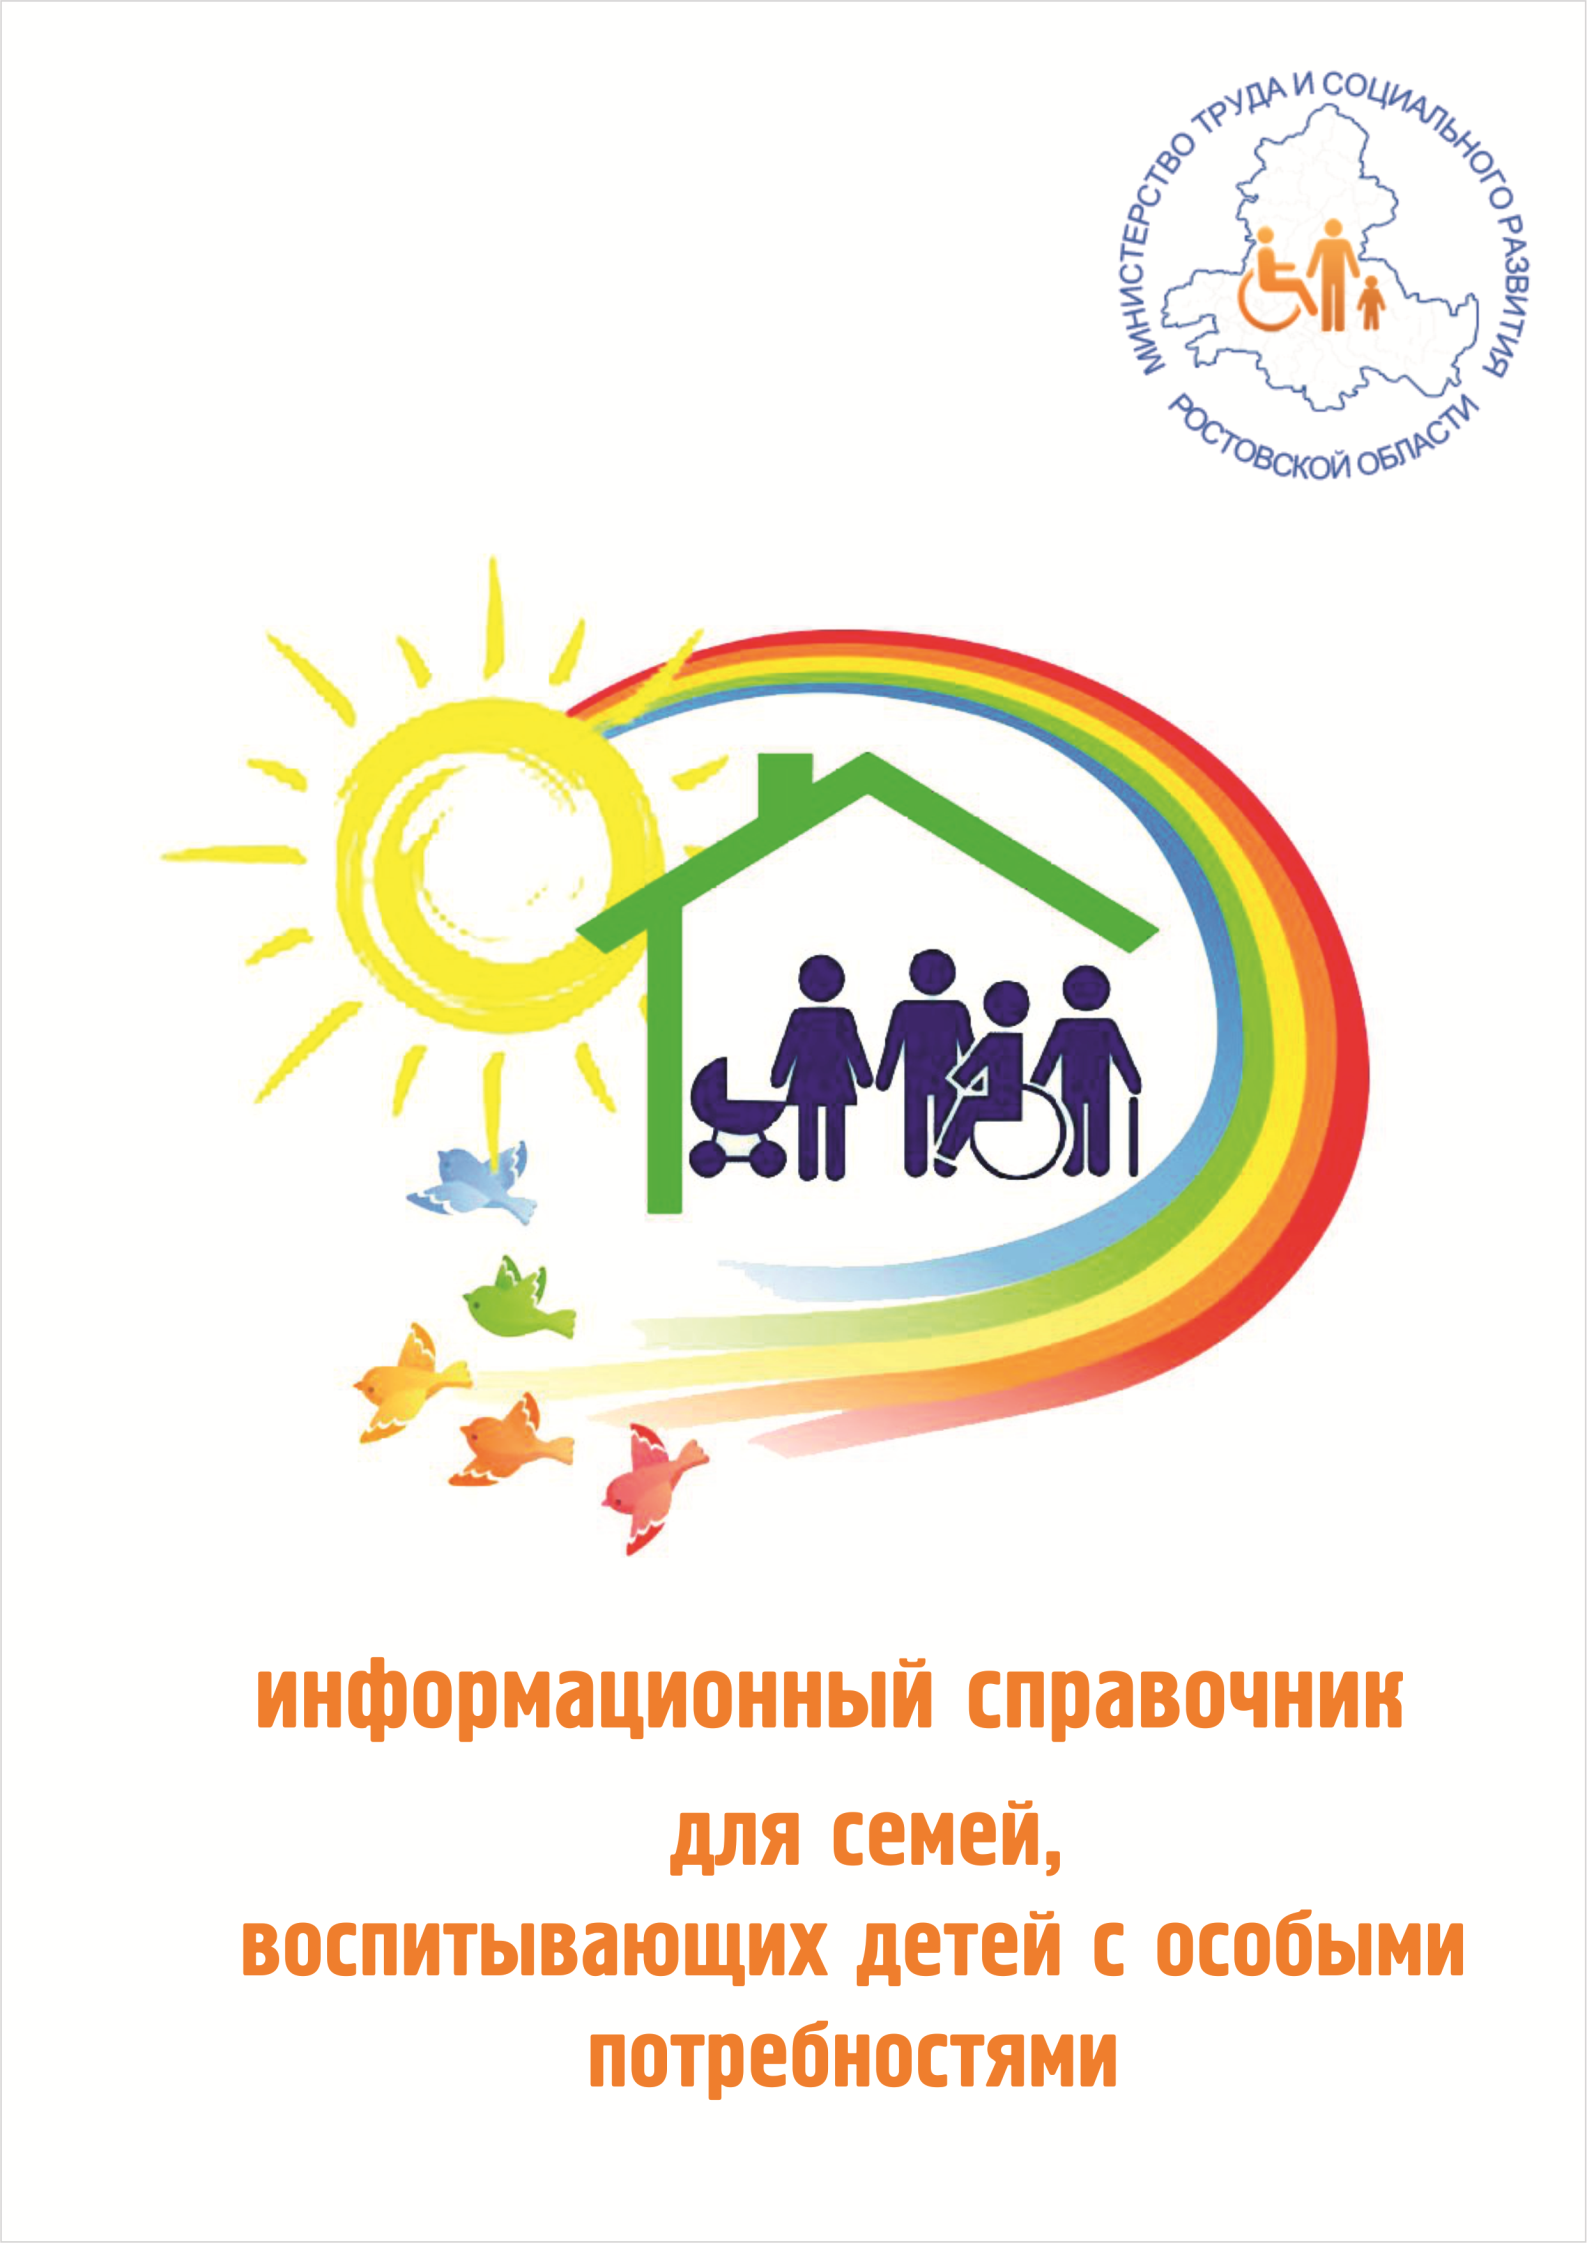 МИНИСТЕРСТВО ТРУДА И СОЦИАЛЬНОГО РАЗВИТИЯ
РОСТОВСКОЙ ОБЛАСТИ
информационный справочник
для семей,
воспитывающих детей с особыми
потребностями